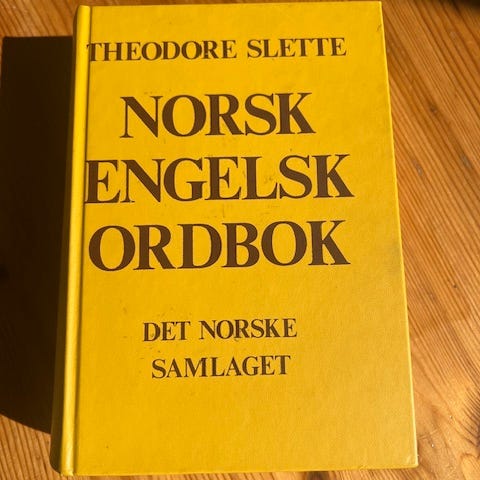 THEODORE SLETTE
NORSK
ENGELSK
ORDBOK
DET NORSKE
SAMLAGET